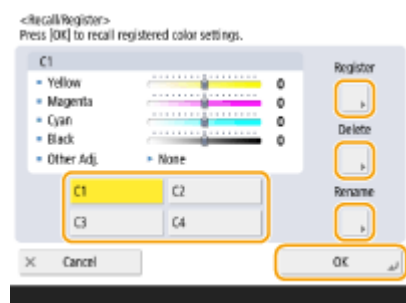 <Recall/Register>
Press [OK] to recall registered color settings.
C1
Register
Yellow 0
Magenta 0
Cyan 0
Delete
Black 0
Other Adj. None
C1 C2
Rename
C3 C4
× Cancel
OK